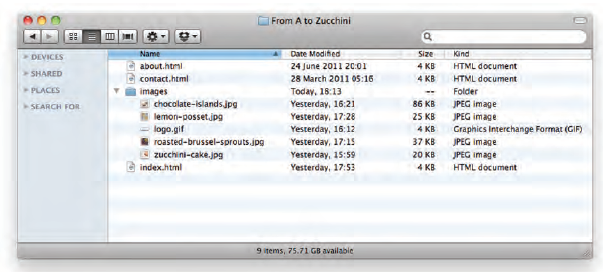 From A to Zucchini
Name Date Modified Size Kind
DEVICES
SHARED
PLACES
SEARCH FOR
about.html 24 June 2011 20:01 4 KB HTML document
contact.html 28 March 2011 05:16 4 KB HTML document
images Today, 18:13 -- Folder
chocolate-islands.jpg Yesterday, 16:21 86 KB JPEG image
lemon-posset.jpg Yesterday, 17:28 25 KB JPEG image
logo.gif Yesterday, 16:12 4 KB Graphics Interchange Format (GIF)
roasted-brussel-sprouts.jpg Yesterday, 17:15 37 KB JPEG image
zucchini-cake.jpg Yesterday, 15:59 20 KB JPEG image
index.html Yesterday, 17:53 4 KB HTML document
9 items, 75.71 GB available